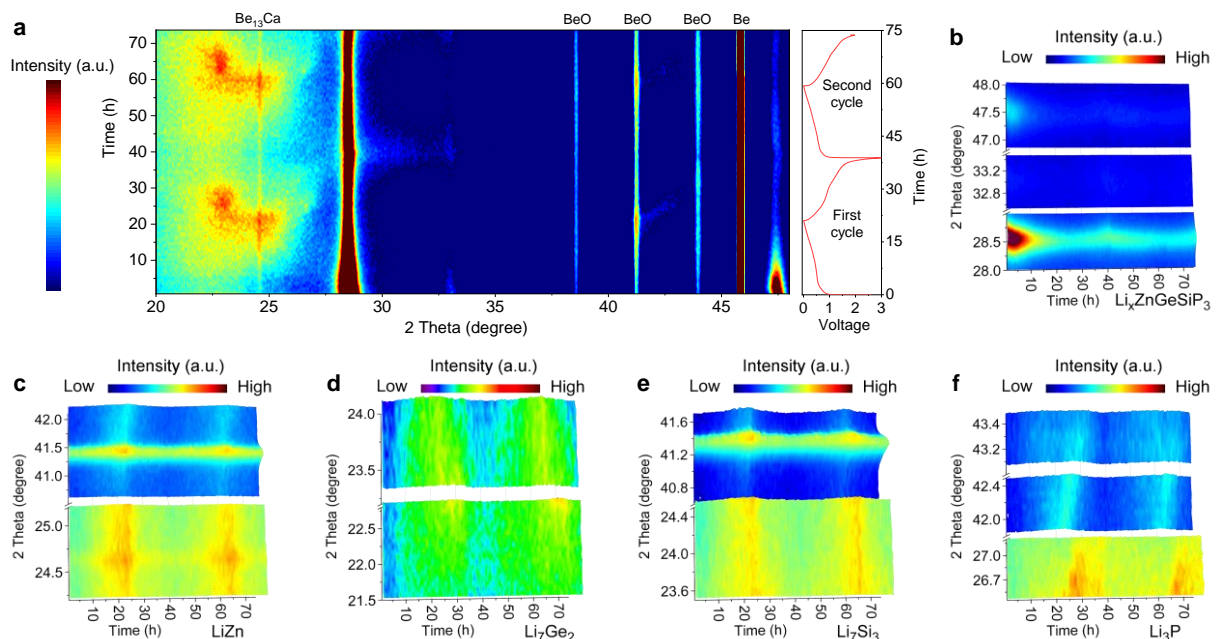 a
Intensity (a.u.)
Be₁₃Ca
BeO
BeO
BeO
Be
Time (h)
60
50
40
30
20
10
20
25
30
35
40
45
2 Theta (degree)
Second
cycle
First
cycle
75
60
45
30
15
0
Time (h)
0
1
2
3
Voltage
b
Intensity (a.u.)
Low
High
48.0
47.0
33.2
32.8
28.5
28.0
2 Theta (degree)
10
20
30
40
50
60
70
Time (h)
LiₓZnGeSiP₃
c
Intensity (a.u.)
Low
High
42.0
41.5
41.0
25.0
24.5
2 Theta (degree)
10
20
30
40
50
60
70
Time (h)
LiZn
d
Intensity (a.u.)
Low
High
24.0
23.5
22.5
22.0
21.5
2 Theta (degree)
10
20
30
40
50
60
70
Time (h)
Li₇Ge₂
e
Intensity (a.u.)
Low
High
41.6
41.2
40.8
24.4
24.0
23.6
2 Theta (degree)
10
20
30
40
50
60
70
Time (h)
Li₇Si₃
f
Intensity (a.u.)
Low
High
43.4
43.2
42.4
42.0
27.0
26.7
2 Theta (degree)
10
20
30
40
50
60
70
Time (h)
Li₃P